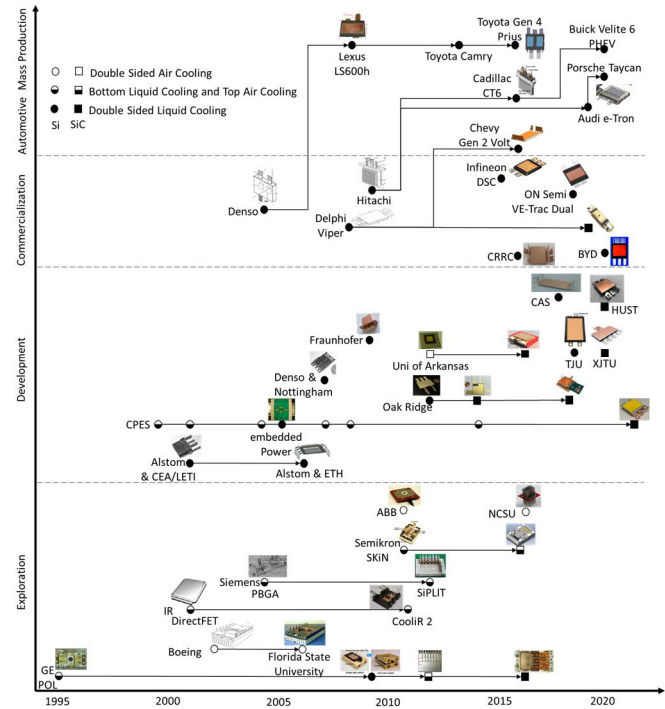 Automotive Mass Production
Commercialization
Development
Exploration
Double Sided Air Cooling
Bottom Liquid Cooling and Top Air Cooling
Double Sided Liquid Cooling
Si SiC
Lexus
LS600h
Toyota Camry
Toyota Gen 4
Prius
Buick Velite 6
PHEV
Cadillac
CT6
Porsche Taycan
Audi e-Tron
Chevy
Gen 2 Volt
Denso
Hitachi
Delphi
Viper
Infineon
DSC
ON Semi
VE-Trac Dual
CRRC
BYD
CAS
HUST
Fraunhofer
Uni of Arkansas
TJU
XJTU
Denso &
Nottingham
Oak Ridge
CPES
embedded
Power
Alstom
& CEA/LETI
Alstom & ETH
ABB
NCSU
Semikron
SKiN
Siemens
PBGA
SiPLIT
IR
DirectFET
CooliR 2
Boeing
Florida State
University
GE
POL
1995 2000 2005 2010 2015 2020